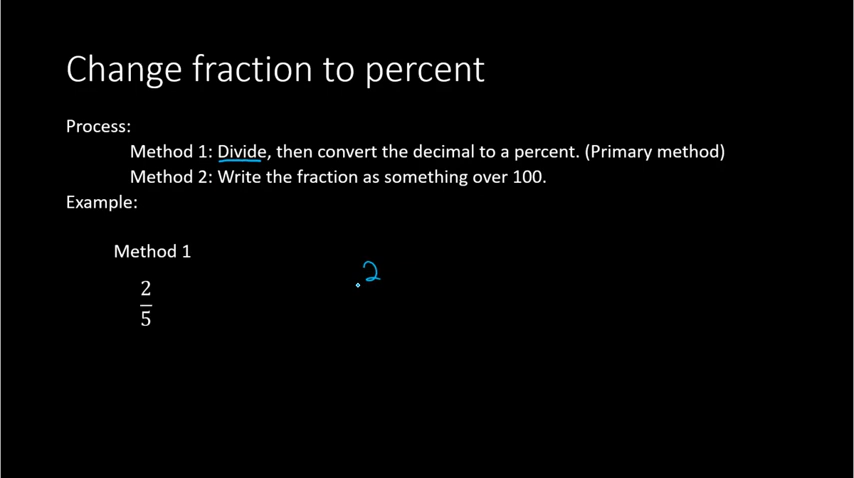 Change fraction to percent
Process:
Method 1: Divide, then convert the decimal to a percent. (Primary method)
Method 2: Write the fraction as something over 100.
Example:
Method 1
2
2
5